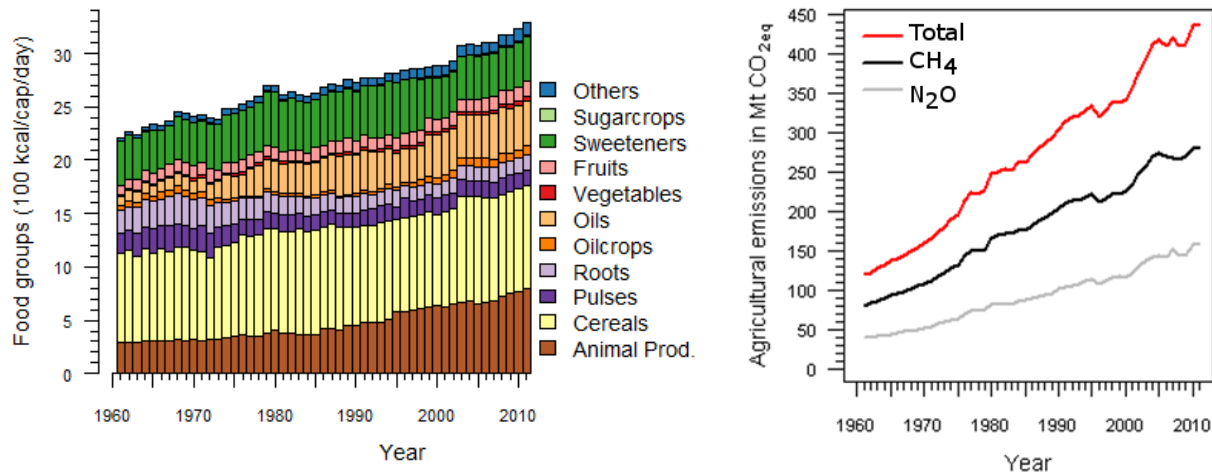 Food groups (100 kcal/cap/day)
30
25
20
15
10
5
0
1960 1970 1980 1990 2000 2010
Year
Others
Sugarcrops
Sweeteners
Fruits
Vegetables
Oils
Oilcrops
Roots
Pulses
Cereals
Animal Prod.
Agricultural emissions in Mt CO₂eq
450
400
350
300
250
200
150
100
50
0
Total
CH₄
N₂O
1960 1970 1980 1990 2000 2010
Year